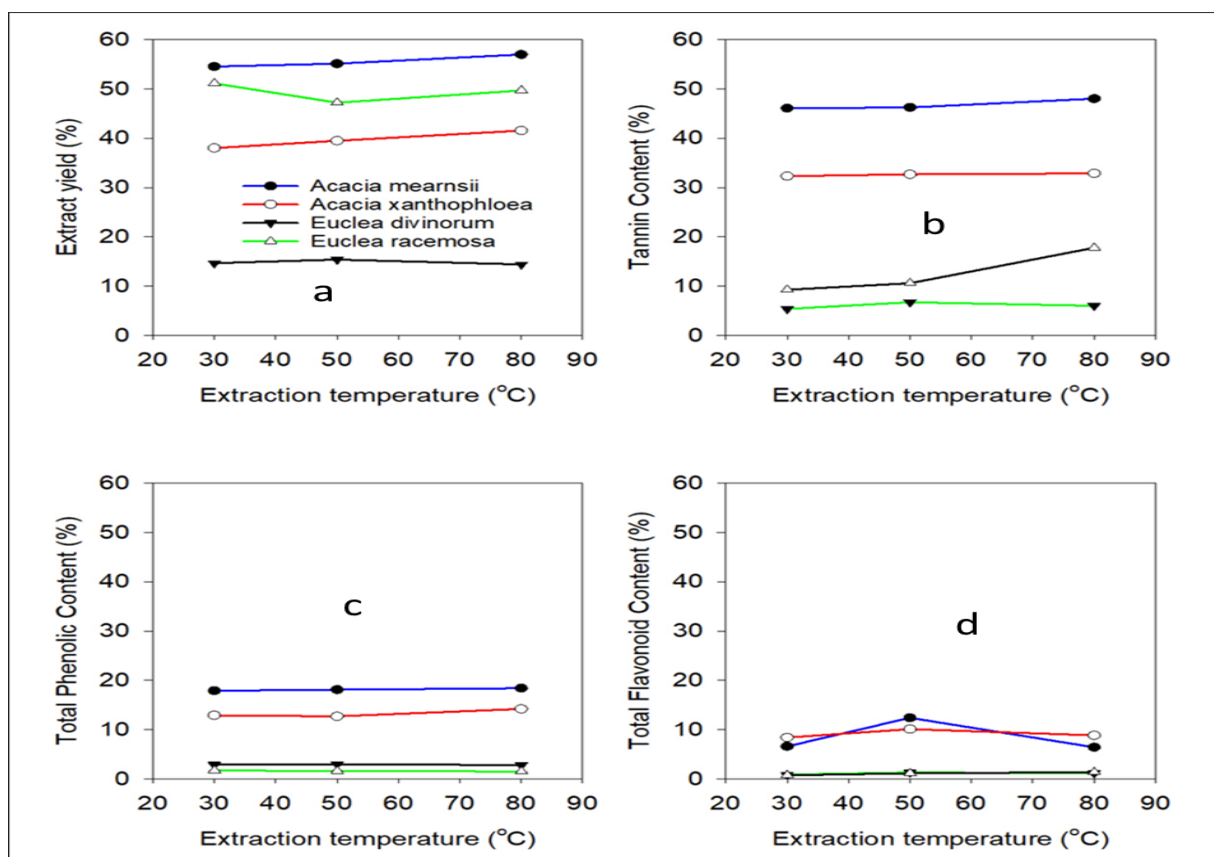 Extract yield (%)
60
50
40
30
20
10
0
Acacia mearnsii
Acacia xanthophloea
Euclea divinorum
Euclea racemosa
a
20 30 40 50 60 70 80 90
Extraction temperature (°C)
Tannin Content (%)
60
50
40
30
20
10
0
b
20 30 40 50 60 70 80 90
Extraction temperature (°C)
Total Phenolic Content (%)
60
50
40
30
20
10
0
c
20 30 40 50 60 70 80 90
Extraction temperature (°C)
Total Flavonoid Content (%)
60
50
40
30
20
10
0
d
20 30 40 50 60 70 80 90
Extraction temperature (°C)